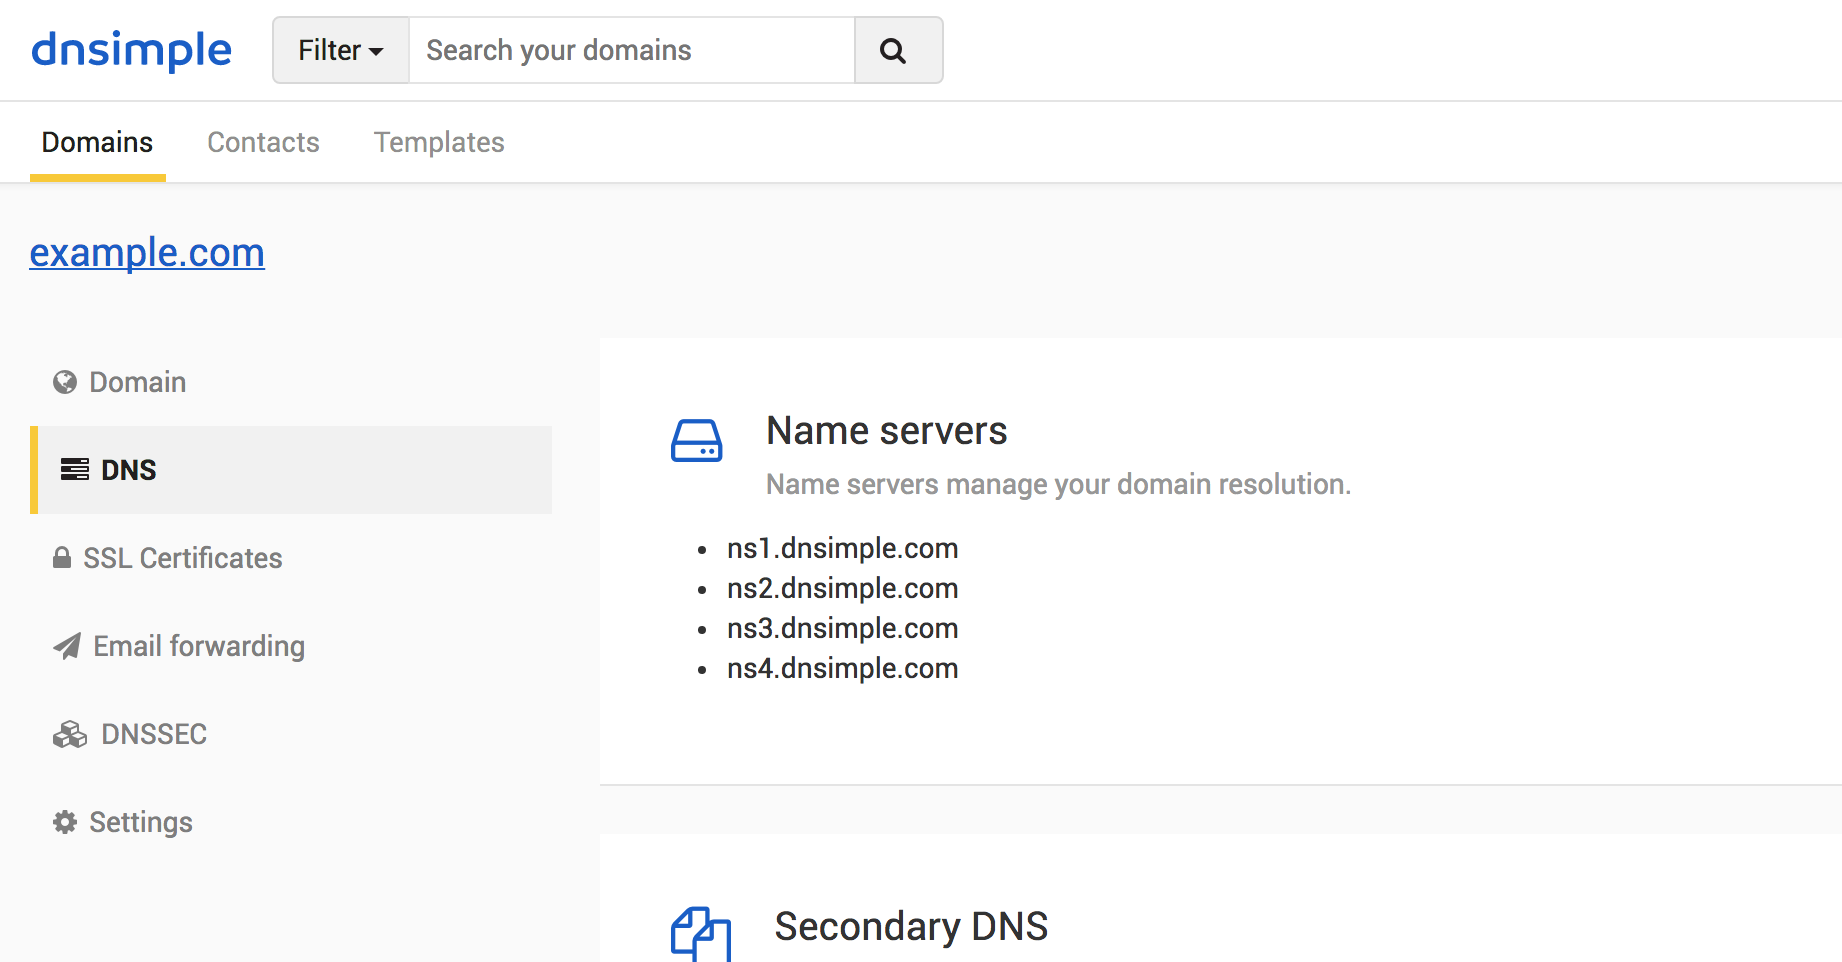 dnsimple
Filter Search your domains
Domains Contacts Templates
example.com
Domain
DNS
SSL Certificates
Email forwarding
DNSSEC
Settings
Name servers
Name servers manage your domain resolution.
ns1.dnsimple.com
ns2.dnsimple.com
ns3.dnsimple.com
ns4.dnsimple.com
Secondary DNS